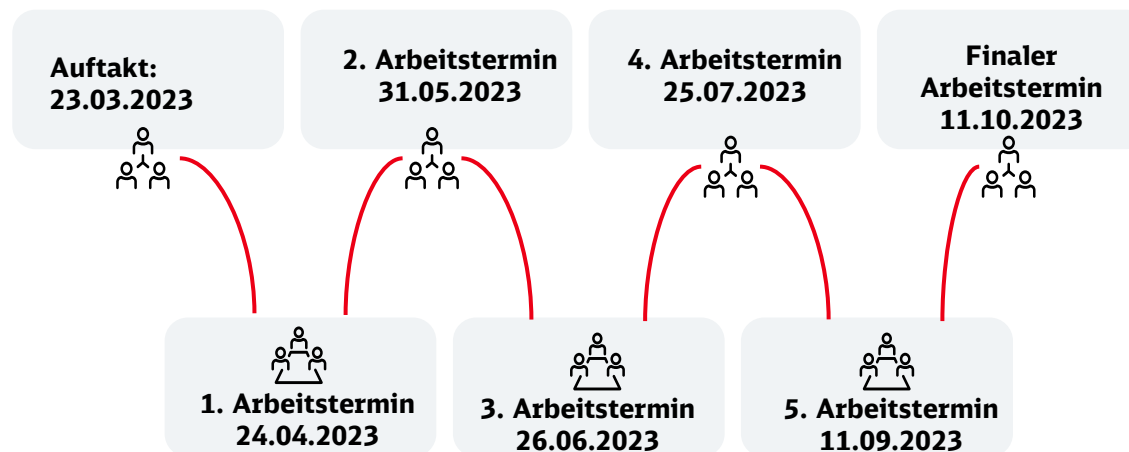 Auftakt:
23.03.2023
1. Arbeitstermin
24.04.2023
2. Arbeitstermin
31.05.2023
3. Arbeitstermin
26.06.2023
4. Arbeitstermin
25.07.2023
5. Arbeitstermin
11.09.2023
Finaler
Arbeitstermin
11.10.2023